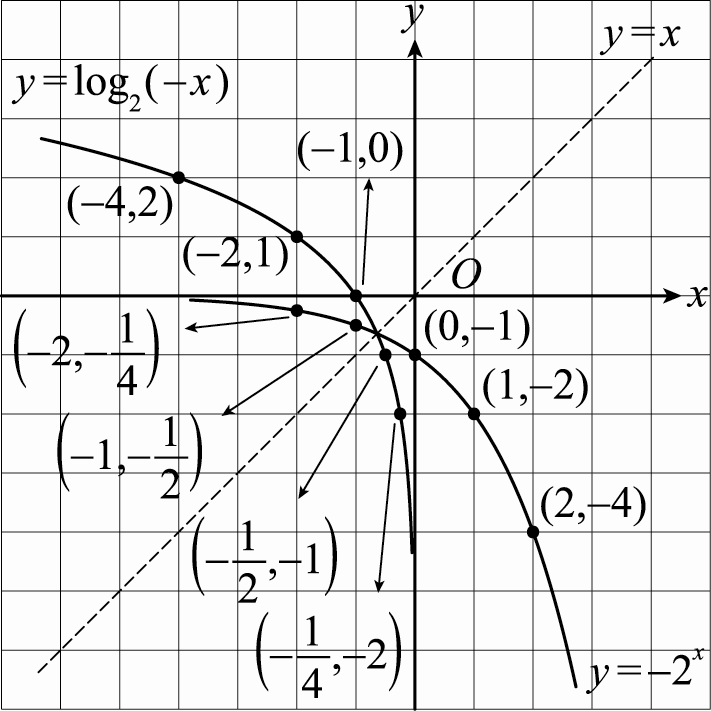 y
y=x
y=log₂(−x)
(−1,0)
(−4,2)
(−2,1)
O
x
(−2,−1/4)
(0,−1)
(1,−2)
(−1,−1/2)
(2,−4)
(−1/2,−1)
(−1/4,−2)
y=−2ˣ